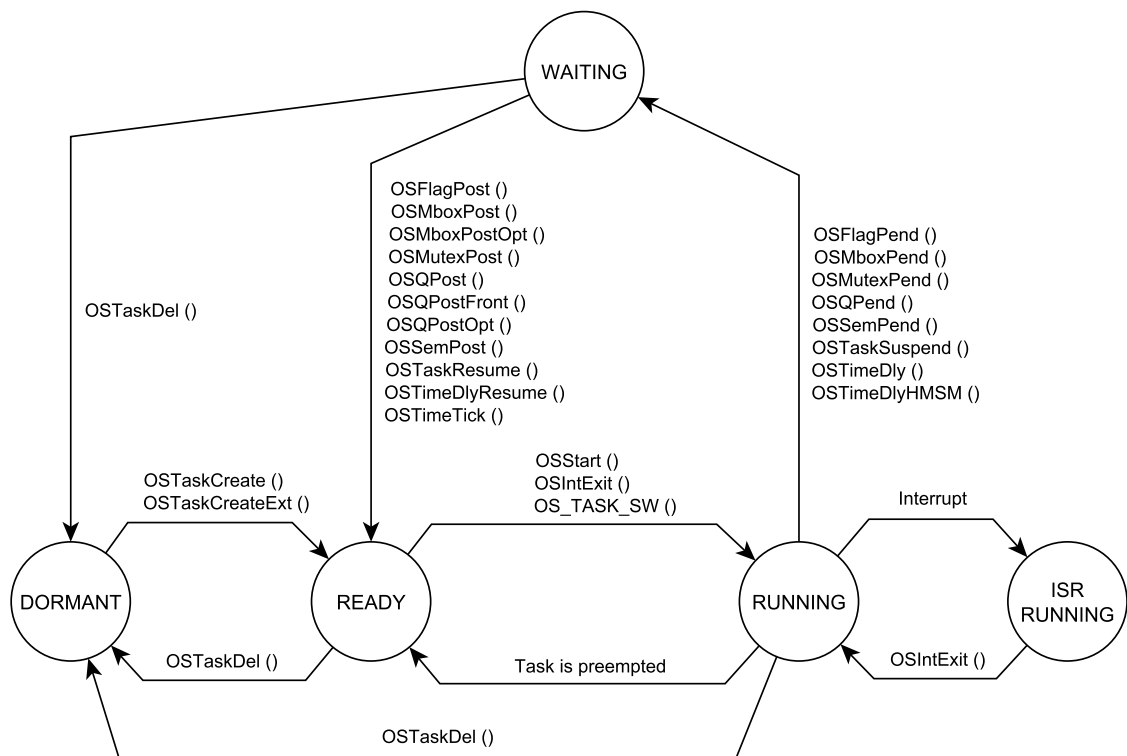 WAITING
OSFlagPost ()
OSMboxPost ()
OSMboxPostOpt ()
OSMutexPost ()
OSQPost ()
OSQPostFront ()
OSQPostOpt ()
OSSemPost ()
OSTaskResume ()
OSTimeDlyResume ()
OSTimeTick ()
OSFlagPend ()
OSMboxPend ()
OSMutexPend ()
OSQPend ()
OSSemPend ()
OSTaskSuspend ()
OSTimeDly ()
OSTimeDlyHMSM ()
OSTaskDel ()
OSTaskCreate ()
OSTaskCreateExt ()
OSStart ()
OSIntExit ()
OS_TASK_SW ()
Interrupt
DORMANT
READY
RUNNING
ISR
RUNNING
OSTaskDel ()
Task is preempted
OSIntExit ()
OSTaskDel ()